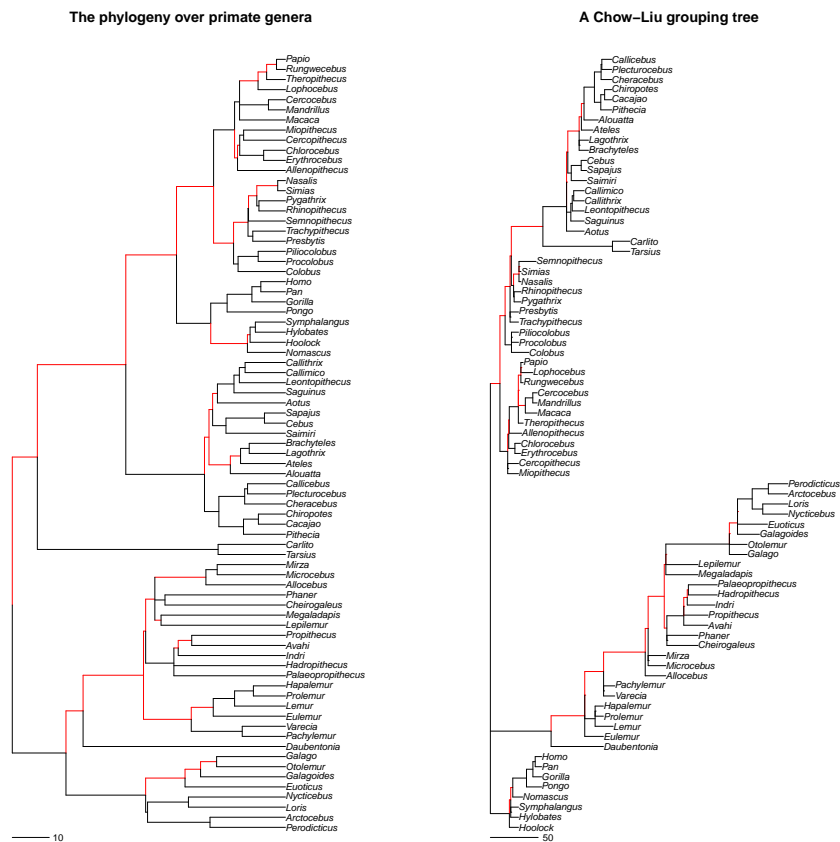 The phylogeny over primate genera
Papio
Rungwecebus
Theropithecus
Lophocebus
Cercocebus
Mandrillus
Macaca
Miopithecus
Cercopithecus
Chlorocebus
Erythrocebus
Allenopithecus
Nasalis
Simias
Pygathrix
Rhinopithecus
Semnopithecus
Trachypithecus
Presbytis
Piliocolobus
Procolobus
Colobus
Homo
Pan
Gorilla
Pongo
Symphalangus
Hylobates
Hoolock
Nomascus
Callithrix
Callimico
Leontopithecus
Saguinus
Aotus
Sapajus
Cebus
Saimiri
Brachyteles
Lagothrix
Ateles
Alouatta
Callicebus
Plecturocebus
Cheracebus
Chiropotes
Cacajao
Pithecia
Carlito
Tarsius
Mirza
Microcebus
Allocebus
Phaner
Cheirogaleus
Megaladapis
Lepilemur
Propithecus
Avahi
Indri
Hadropithecus
Palaeopropithecus
Hapalemur
Prolemur
Lemur
Eulemur
Varecia
Pachylemur
Daubentonia
Galago
Otolemur
Galagoides
Euoticus
Nycticebus
Loris
Arctocebus
Perodicticus
10
A Chow−Liu grouping tree
Callicebus
Plecturocebus
Cheracebus
Chiropotes
Cacajao
Pithecia
Alouatta
Ateles
Lagothrix
Brachyteles
Cebus
Sapajus
Saimiri
Callimico
Callithrix
Leontopithecus
Saguinus
Aotus
Carlito
Tarsius
Semnopithecus
Simias
Nasalis
Rhinopithecus
Pygathrix
Presbytis
Trachypithecus
Piliocolobus
Procolobus
Colobus
Papio
Lophocebus
Rungwecebus
Cercocebus
Mandrillus
Macaca
Theropithecus
Allenopithecus
Chlorocebus
Erythrocebus
Cercopithecus
Miopithecus
Perodicticus
Arctocebus
Loris
Nycticebus
Euoticus
Galagoides
Otolemur
Galago
Lepilemur
Megaladapis
Palaeopropithecus
Hadropithecus
Indri
Propithecus
Avahi
Phaner
Cheirogaleus
Mirza
Microcebus
Allocebus
Pachylemur
Varecia
Hapalemur
Prolemur
Lemur
Eulemur
Daubentonia
Homo
Pan
Gorilla
Pongo
Nomascus
Symphalangus
Hylobates
Hoolock
50